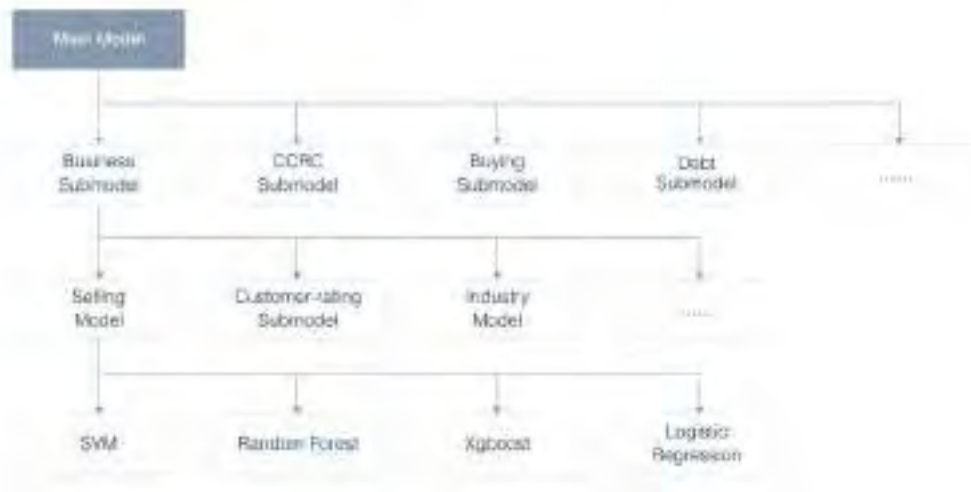 Main Model
Business
Submodel
CCRC
Submodel
Buying
Submodel
Debt
Submodel
......
Selling
Model
Customer-rating
Submodel
Industry
Model
......
SVM
Random Forest
Xgboost
Logistic
Regression